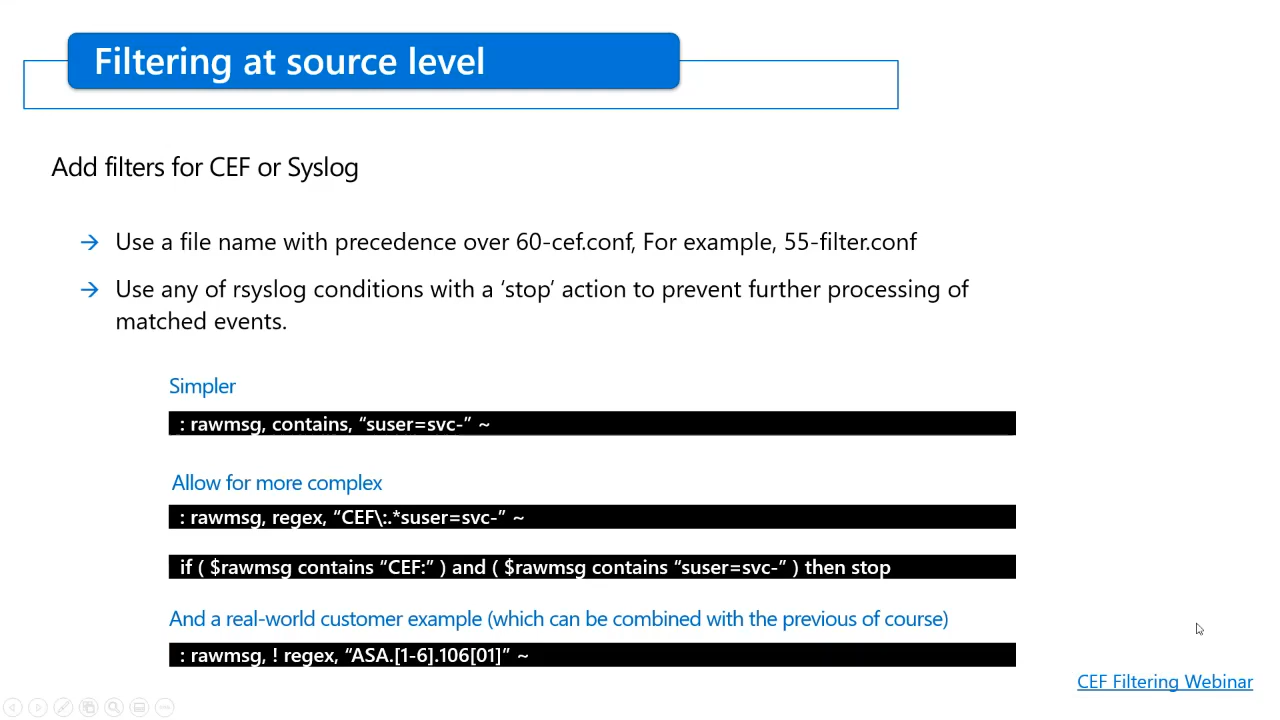 Filtering at source level
Add filters for CEF or Syslog
→ Use a file name with precedence over 60-cef.conf, For example, 55-filter.conf
→ Use any of rsyslog conditions with a ‘stop’ action to prevent further processing of
matched events.
Simpler
: rawmsg, contains, “suser=svc-” ~
Allow for more complex
: rawmsg, regex, “CEF\:.*suser=svc-” ~
if ( $rawmsg contains “CEF:” ) and ( $rawmsg contains “suser=svc-” ) then stop
And a real-world customer example (which can be combined with the previous of course)
: rawmsg, ! regex, “ASA.[1-6].106[01]” ~
CEF Filtering Webinar